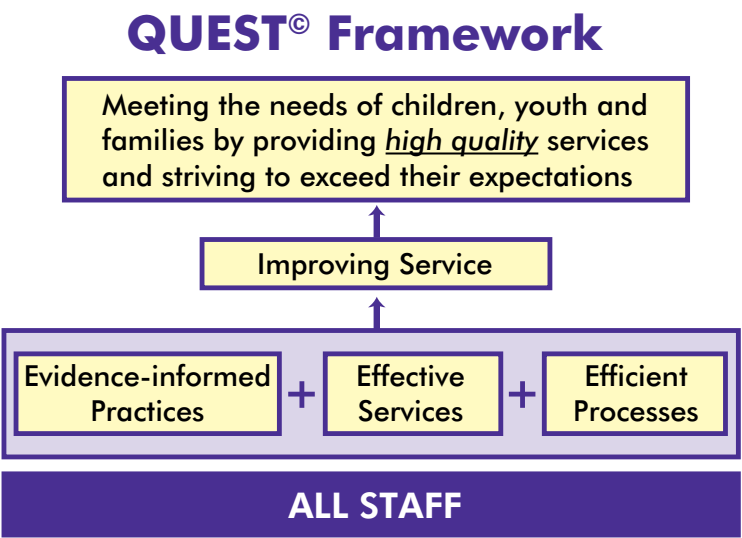 QUEST© Framework
Meeting the needs of children, youth and
families by providing high quality services
and striving to exceed their expectations
Improving Service
Evidence-informed
Practices
+
Effective
Services
+
Efficient
Processes
ALL STAFF